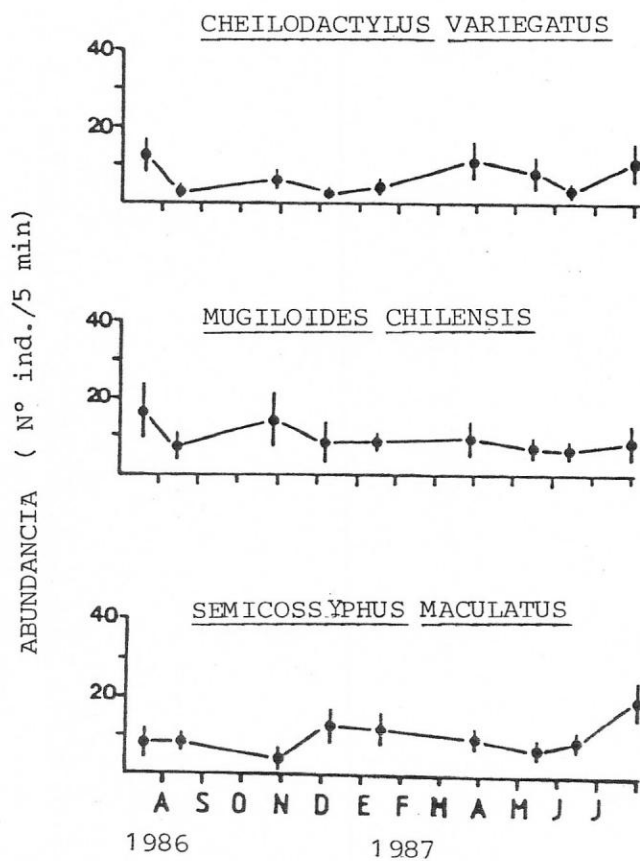 CHEILODACTYLUS VARIEGATUS
40
20
MUGILOIDES CHILENSIS
40
20
ABUNDANCIA ( N° ind./5 min)
SEMICOSSYPHUS MACULATUS
40
20
A S O N D E F M A M J J
1986 1987